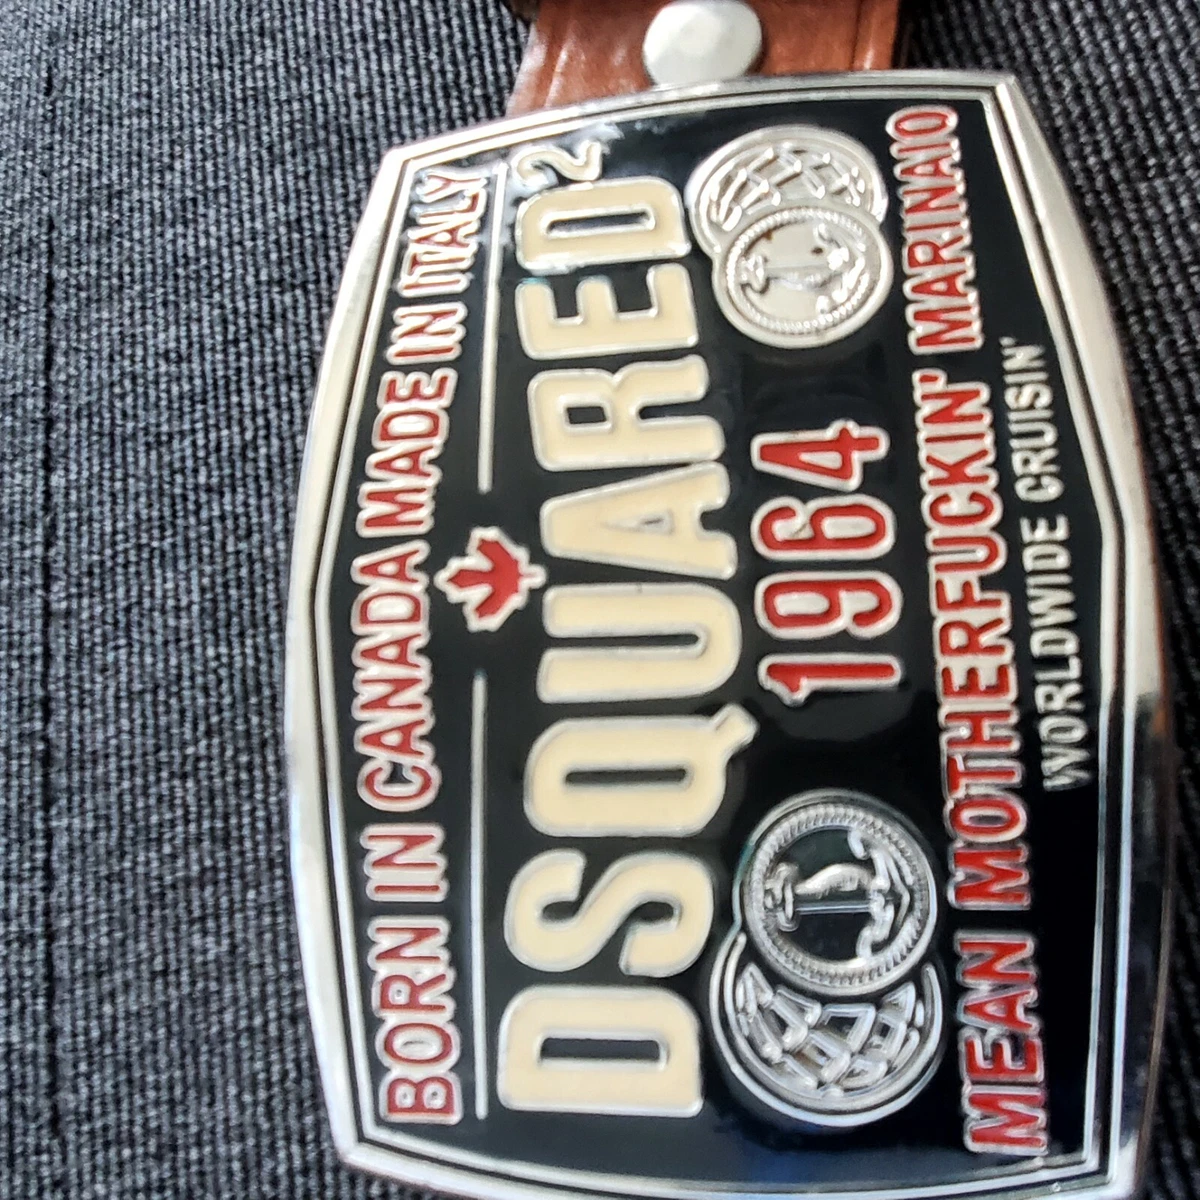 BORN IN CANADA MADE IN ITALY
DSQUARED²
1964
MEAN MOTHERFUCKIN' MARINAIO
WORLDWIDE CRUISIN'